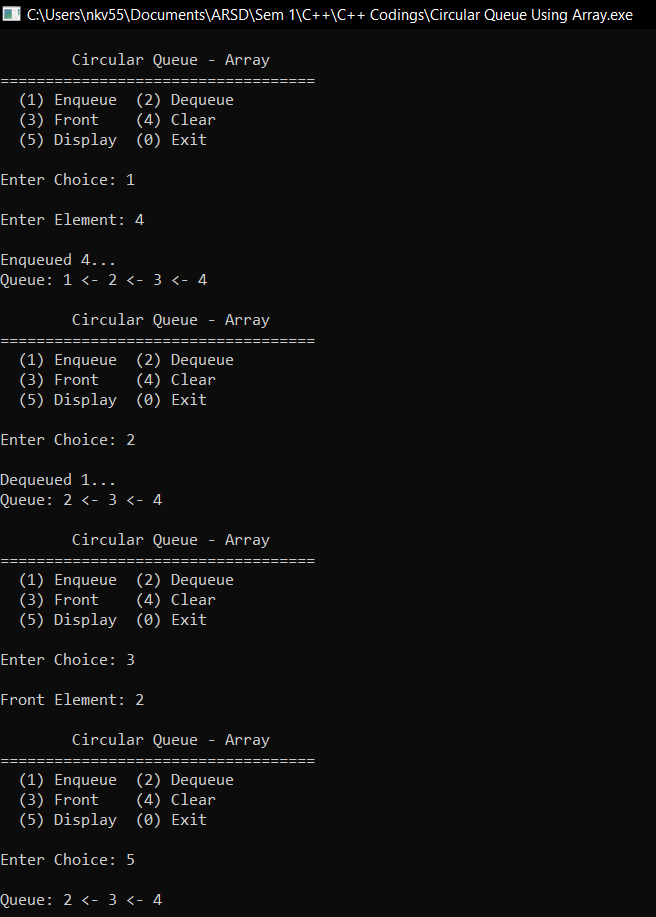 C:\Users\nkv55\Documents\ARSD\Sem 1\C++\C++ Codings\Circular Queue Using Array.exe
Circular Queue - Array
===================================
(1) Enqueue  (2) Dequeue
(3) Front    (4) Clear
(5) Display  (0) Exit
Enter Choice: 1
Enter Element: 4
Enqueued 4...
Queue: 1 <- 2 <- 3 <- 4
Circular Queue - Array
===================================
(1) Enqueue  (2) Dequeue
(3) Front    (4) Clear
(5) Display  (0) Exit
Enter Choice: 2
Dequeued 1...
Queue: 2 <- 3 <- 4
Circular Queue - Array
===================================
(1) Enqueue  (2) Dequeue
(3) Front    (4) Clear
(5) Display  (0) Exit
Enter Choice: 3
Front Element: 2
Circular Queue - Array
===================================
(1) Enqueue  (2) Dequeue
(3) Front    (4) Clear
(5) Display  (0) Exit
Enter Choice: 5
Queue: 2 <- 3 <- 4